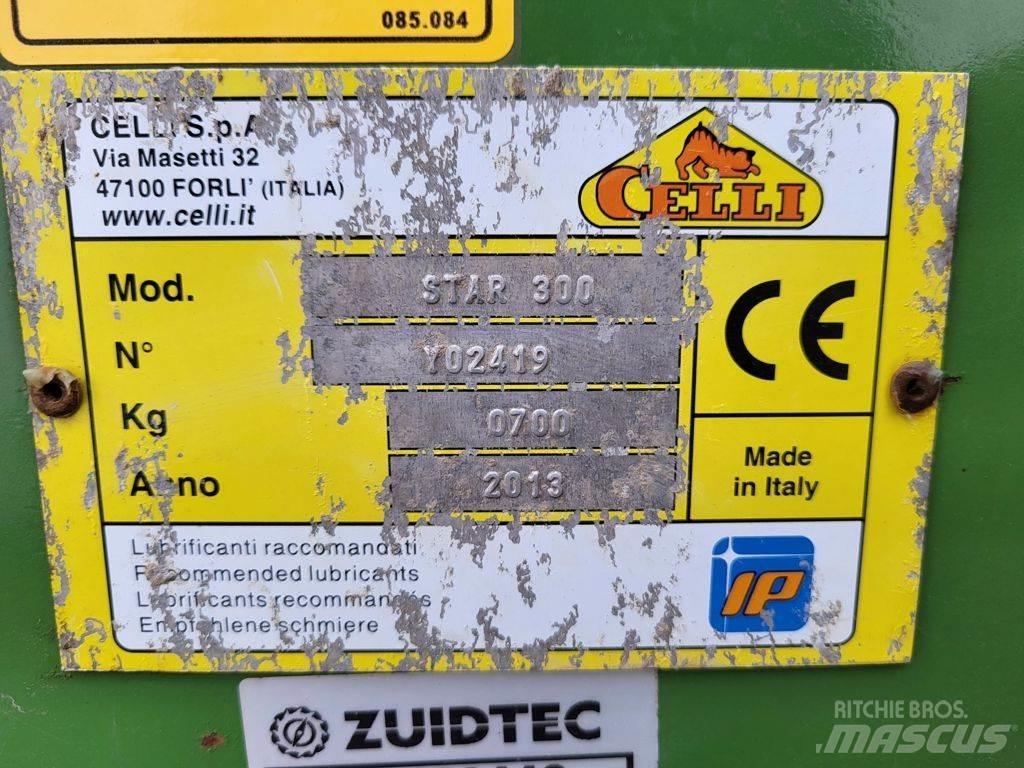 085.084
CELLI S.p.A
Via Masetti 32
47100 FORLI' (ITALIA)
www.celli.it
CELLI
Mod. STAR 300
N° Y02419
Kg 0700
Anno 2013
CE
Made
in Italy
Lubrificanti raccomandati
Recommended lubricants
Lubrificants recommandés
Empfohlene schmiere
IP
ZUIDTEC
RITCHIE BROS.
MASCUS